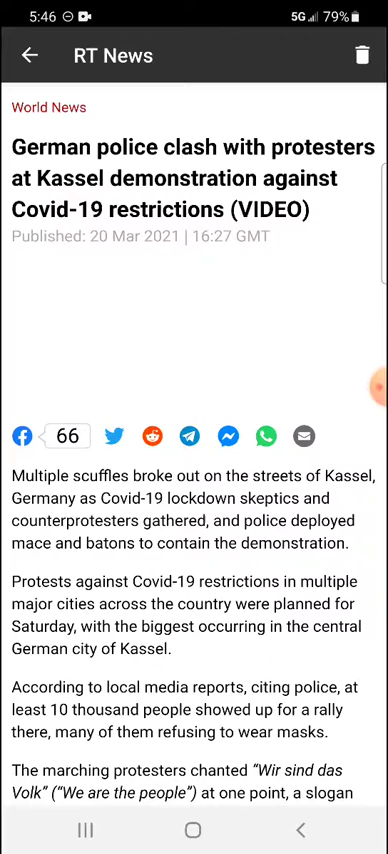 5:46
5G 79%
RT News
World News
German police clash with protesters
at Kassel demonstration against
Covid-19 restrictions (VIDEO)
Published: 20 Mar 2021 | 16:27 GMT
66
Multiple scuffles broke out on the streets of Kassel,
Germany as Covid-19 lockdown skeptics and
counterprotesters gathered, and police deployed
mace and batons to contain the demonstration.
Protests against Covid-19 restrictions in multiple
major cities across the country were planned for
Saturday, with the biggest occurring in the central
German city of Kassel.
According to local media reports, citing police, at
least 10 thousand people showed up for a rally
there, many of them refusing to wear masks.
The marching protesters chanted “Wir sind das
Volk” (“We are the people”) at one point, a slogan